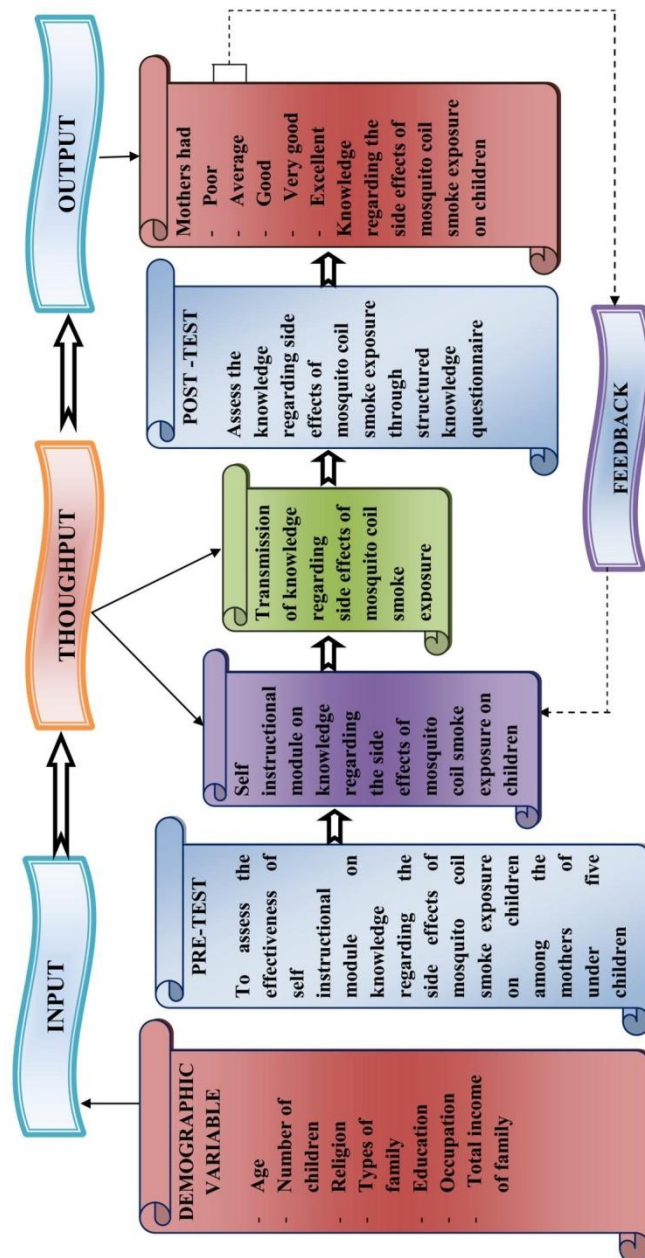 INPUT
THOUGHPUT
OUTPUT
DEMOGRAPHIC
VARIABLE
- Age
- Number of
children
- Religion
- Types of
family
- Education
- Occupation
- Total income
of family
PRE-TEST
To assess the
effectiveness of
self
instructional
module on
knowledge
regarding the
side effects of
mosquito coil
smoke exposure
on children
among the
mothers of
under five
children
Self
instructional
module on
knowledge
regarding
the side
effects of
mosquito
coil smoke
exposure on
children
Transmission
of knowledge
regarding
side effects of
mosquito coil
smoke
exposure
POST -TEST
Assess the
knowledge
regarding side
effects of
mosquito coil
smoke exposure
through
structured
knowledge
questionnaire
Mothers had
- Poor
- Average
- Good
- Very good
- Excellent
Knowledge
regarding the
side effects of
mosquito coil
smoke exposure
on children
FEEDBACK